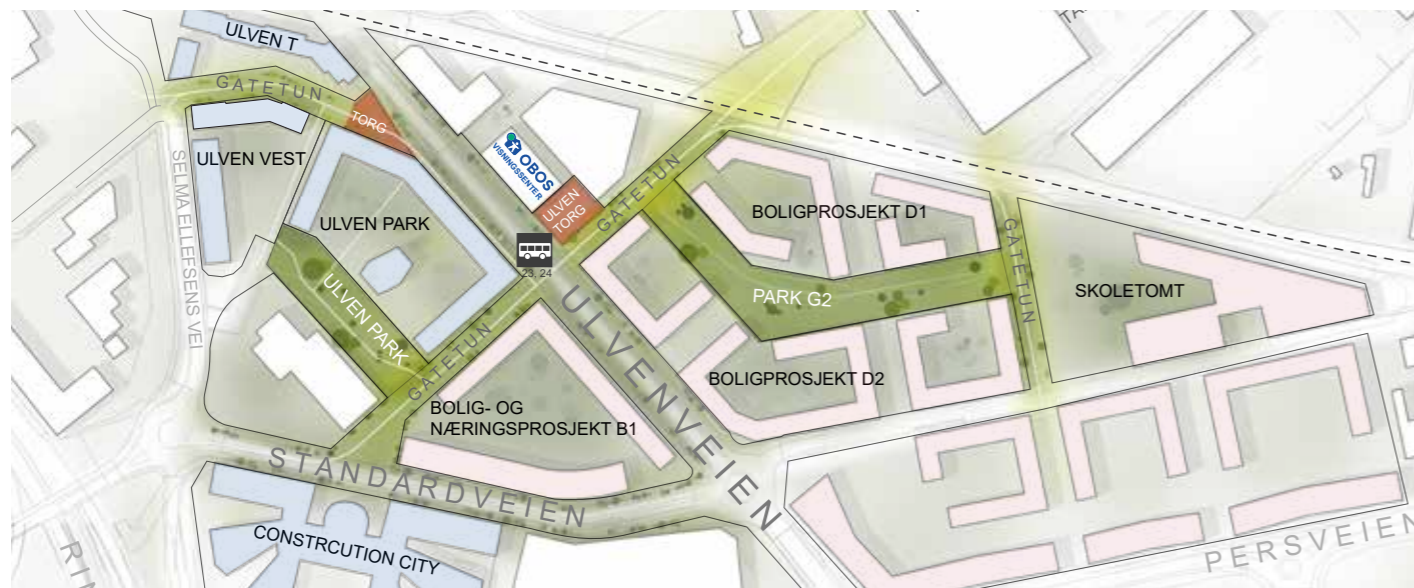 ULVEN T
GATETUN
TORG
ULVEN VEST
SELMA ELLEFSENS VEI
ULVEN PARK
ULVEN PARK
OBOS
VISNINGSSENTER
ULVEN
TORG
GATETUN
23, 24
GATETUN
BOLIGPROSJEKT D1
PARK G2
GATETUN
SKOLETOMT
BOLIGPROSJEKT D2
BOLIG- OG
NÆRINGSPROSJEKT B1
ULVENVEIEN
STANDARDVEIEN
CONSTRCUTION CITY
PERSVEIEN